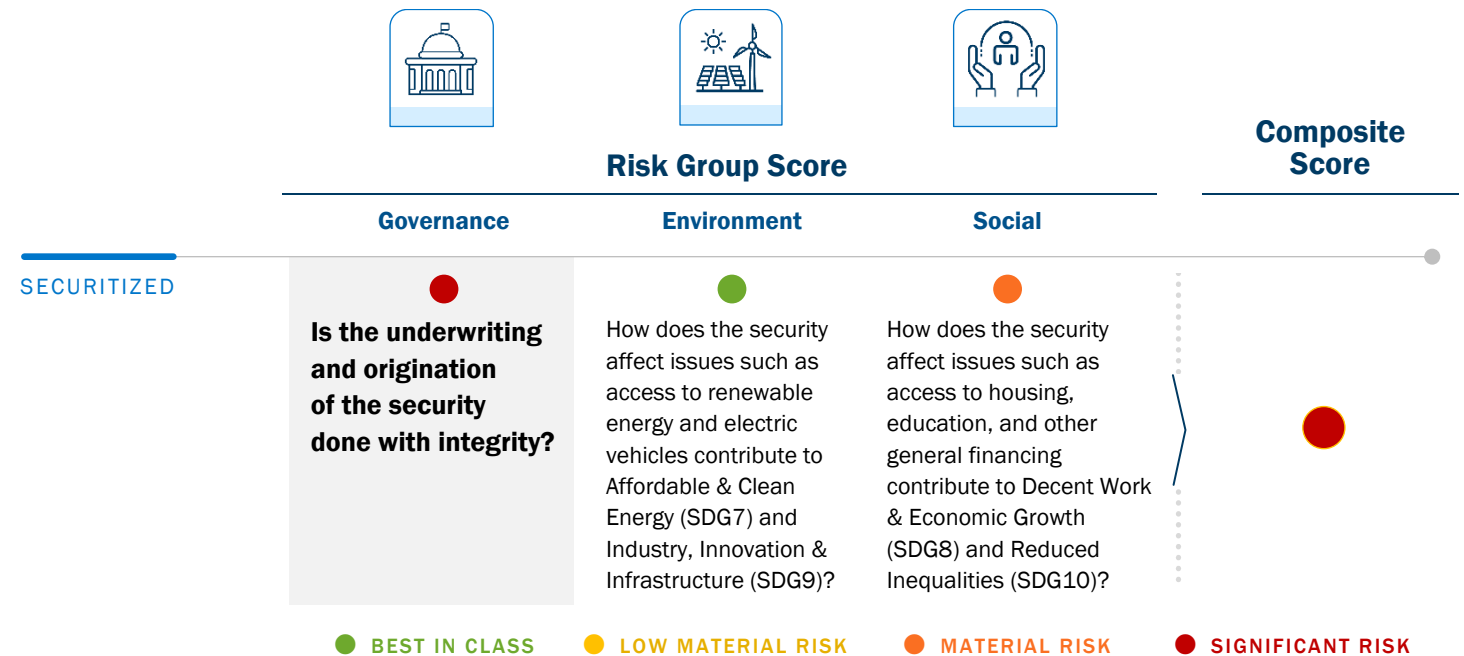 Risk Group Score
Composite
Score
Governance
Environment
Social
SECURITIZED
Is the underwriting
and origination
of the security
done with integrity?
How does the security
affect issues such as
access to renewable
energy and electric
vehicles contribute to
Affordable & Clean
Energy (SDG7) and
Industry, Innovation &
Infrastructure (SDG9)?
How does the security
affect issues such as
access to housing,
education, and other
general financing
contribute to Decent Work
& Economic Growth
(SDG8) and Reduced
Inequalities (SDG10)?
BEST IN CLASS
LOW MATERIAL RISK
MATERIAL RISK
SIGNIFICANT RISK